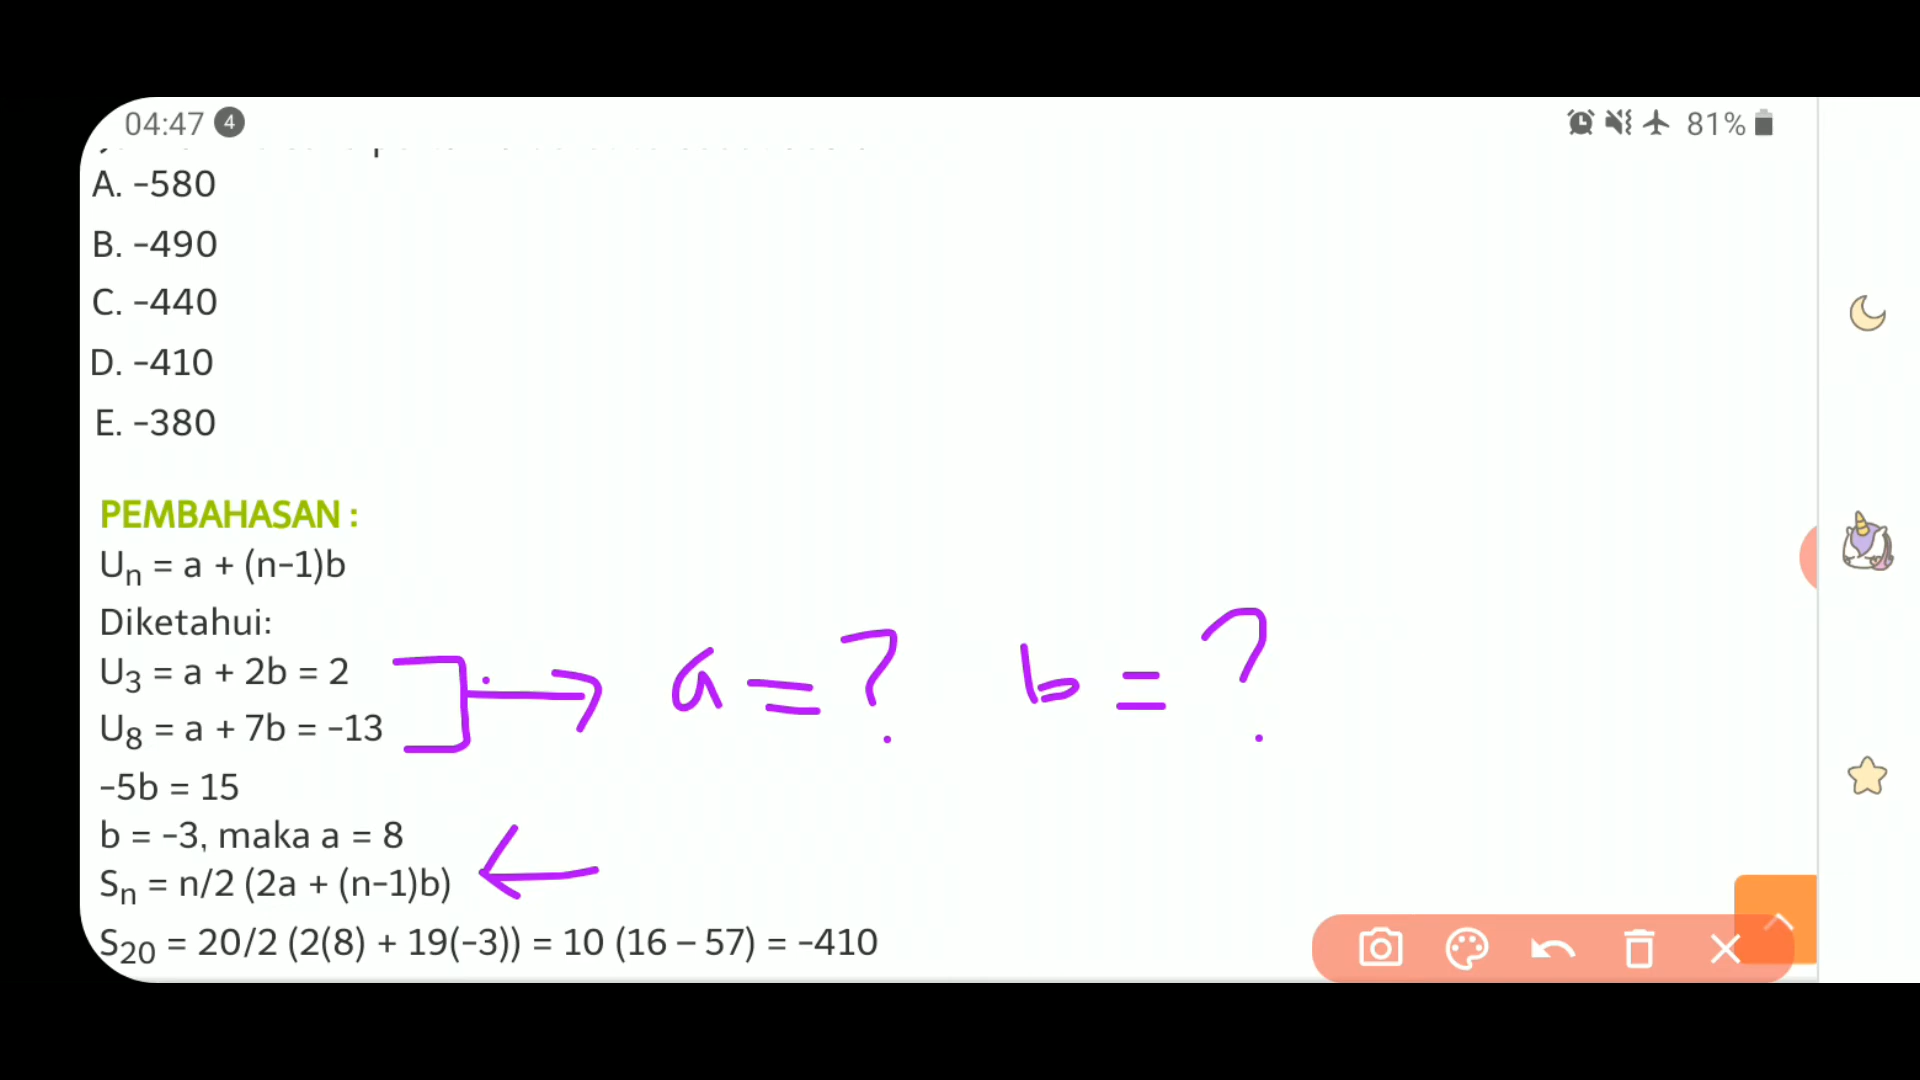 04:47 4
81%
A. -580
B. -490
C. -440
D. -410
E. -380
PEMBAHASAN :
Un = a + (n-1)b
Diketahui:
U3 = a + 2b = 2
U8 = a + 7b = -13
a = ? b = ?
-5b = 15
b = -3, maka a = 8
Sn = n/2 (2a + (n-1)b)
S20 = 20/2 (2(8) + 19(-3)) = 10 (16 – 57) = -410